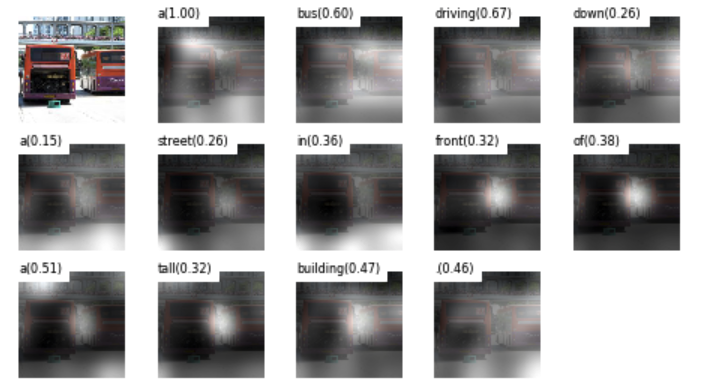 a(1.00) bus(0.60) driving(0.67) down(0.26)
a(0.15) street(0.26) in(0.36) front(0.32) of(0.38)
a(0.51) tall(0.32) building(0.47) .(0.46)